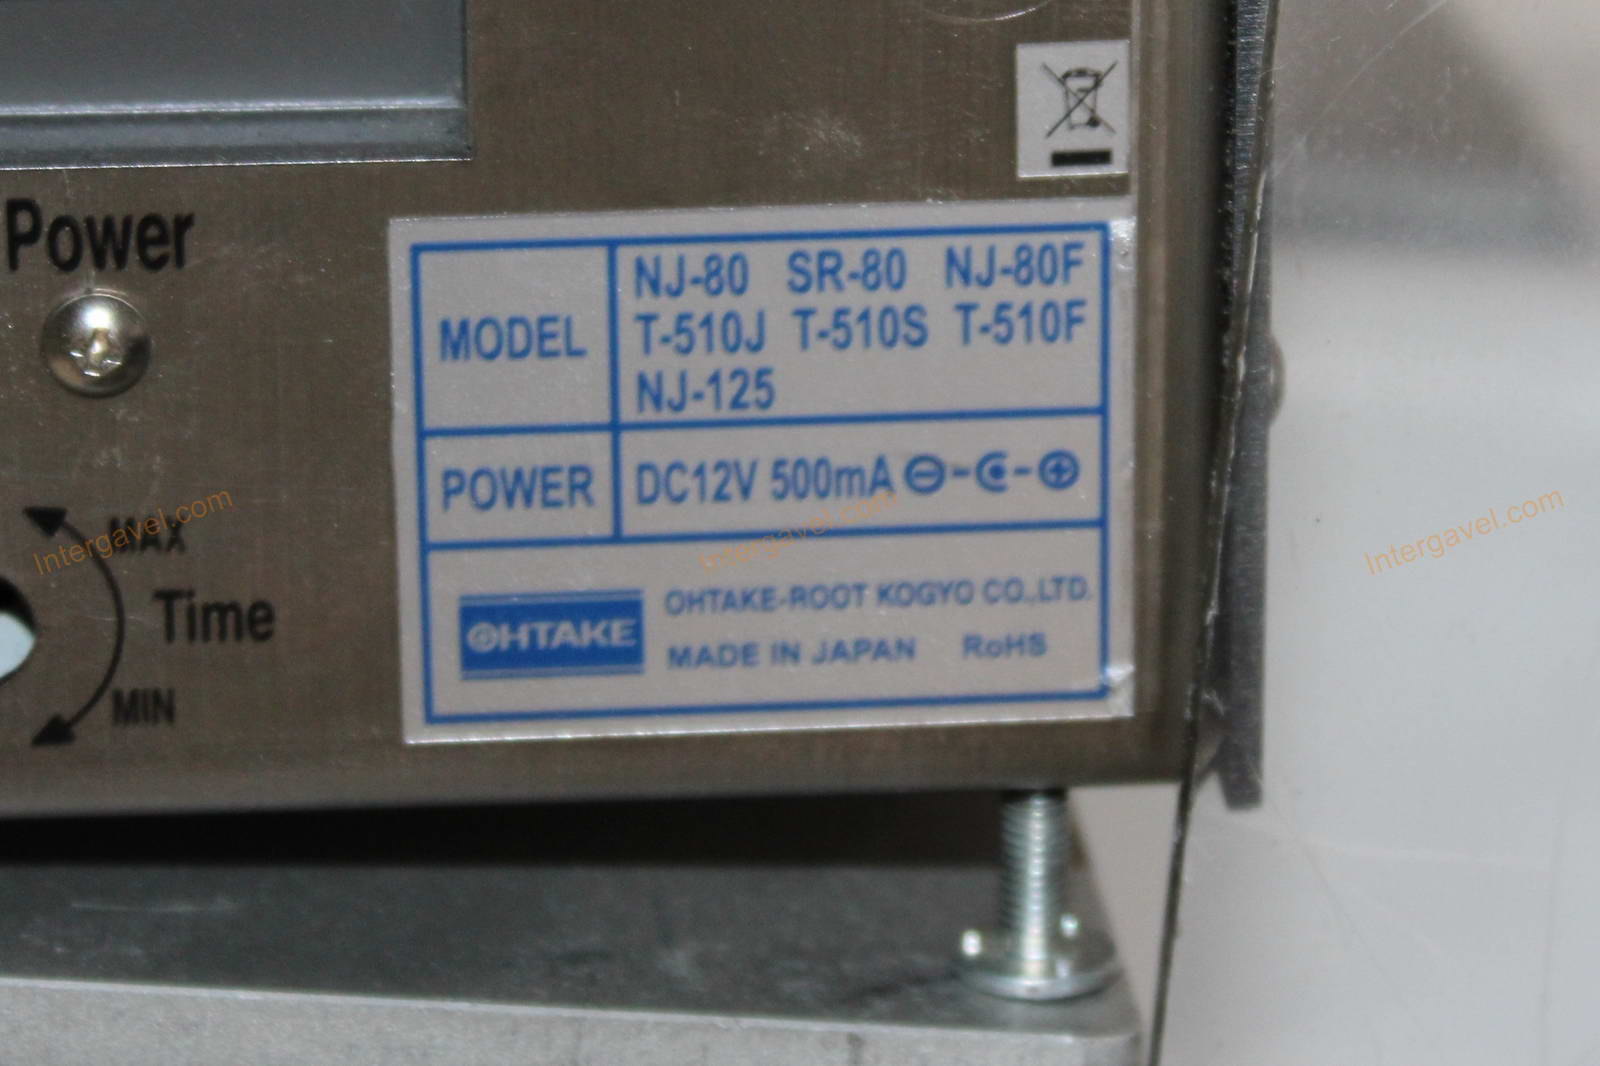 Power
MODEL
NJ-80 SR-80 NJ-80F
T-510J T-510S T-510F
NJ-125
POWER
DC12V 500mA
MAX
Time
MIN
OHTAKE
OHTAKE-ROOT KOGYO CO.,LTD.
MADE IN JAPAN RoHS
Intergavel.com
Intergavel.com
Intergavel.com